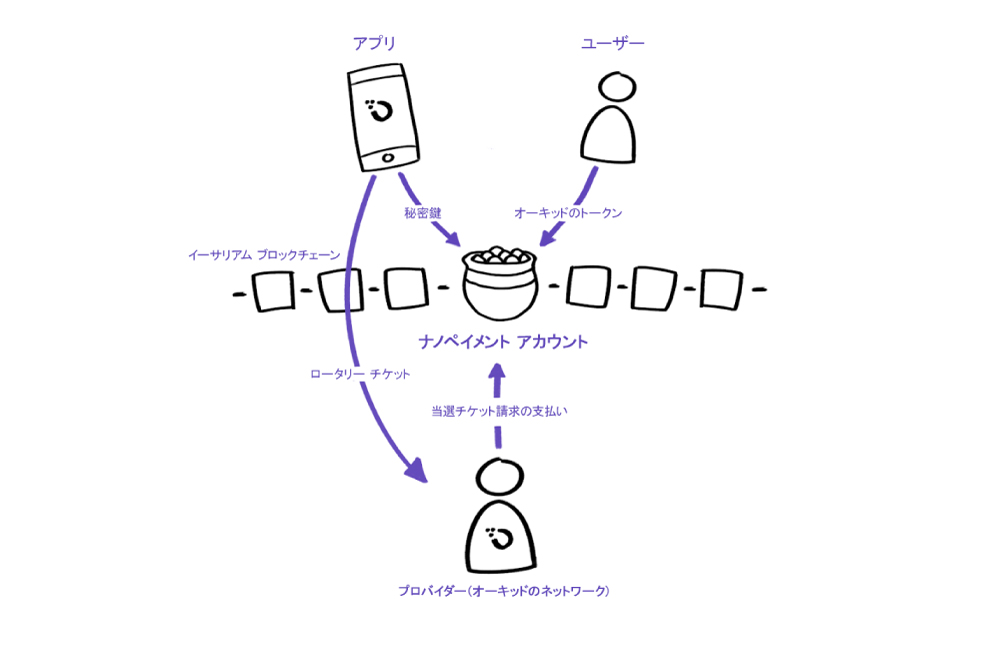 アプリ
ユーザー
秘密鍵
オーキッドのトークン
イーサリアム ブロックチェーン
ナノペイメント アカウント
ロータリー チケット
当選チケット請求の支払い
プロバイダー(オーキッドのネットワーク)